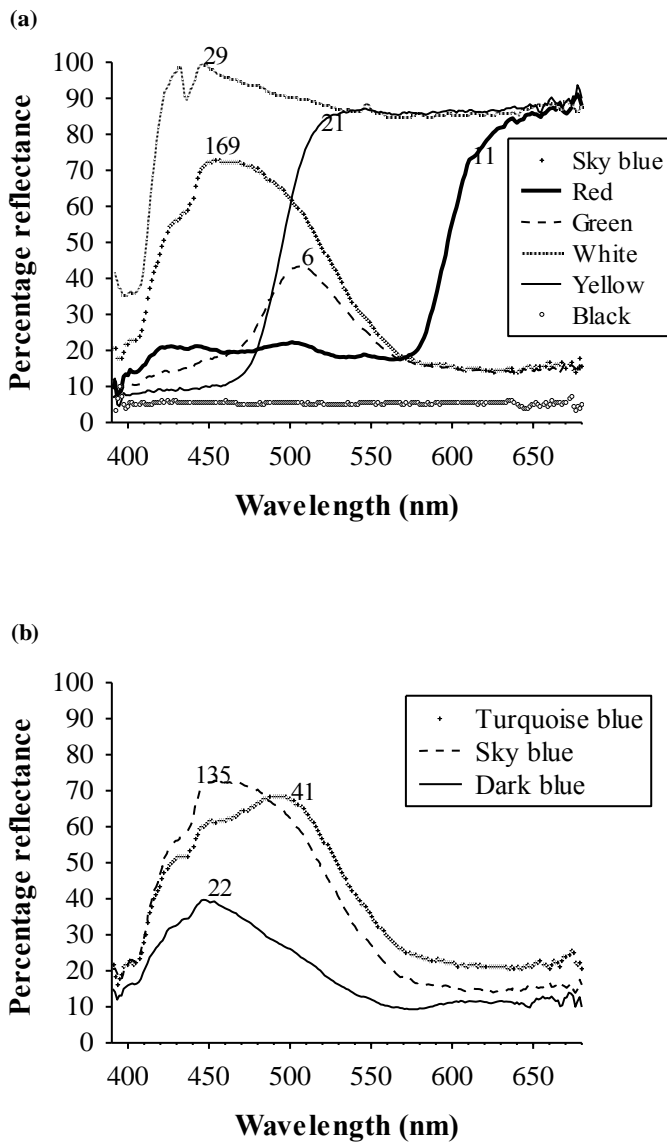 (a)
Percentage reflectance
100
90
80
70
60
50
40
30
20
10
0
29
169
21
11
6
Sky blue
Red
Green
White
Yellow
Black
400 450 500 550 600 650
Wavelength (nm)
(b)
Percentage reflectance
100
90
80
70
60
50
40
30
20
10
0
135
41
22
Turquoise blue
Sky blue
Dark blue
400 450 500 550 600 650
Wavelength (nm)